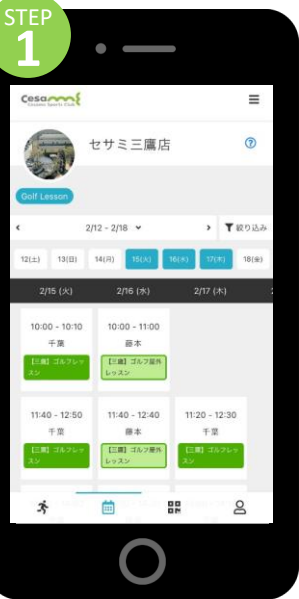 STEP
1
Cesamms
Cesame Sports Club
セサミ三鷹店
?
Golf Lesson
2/12 - 2/18
絞り込み
12(土) 13(日) 14(月) 15(火) 16(水) 17(木) 18(金)
2/15 (火) 2/16 (水) 2/17 (木)
10:00 - 10:10 10:00 - 11:00
千葉 藤本
【三鷹】ゴルフレッスン 【三鷹】ゴルフ屋外レッスン
11:40 - 12:50 11:40 - 12:40 11:20 - 12:30
千葉 藤本 千葉
【三鷹】ゴルフレッスン 【三鷹】ゴルフ屋外レッスン 【三鷹】ゴルフレッスン